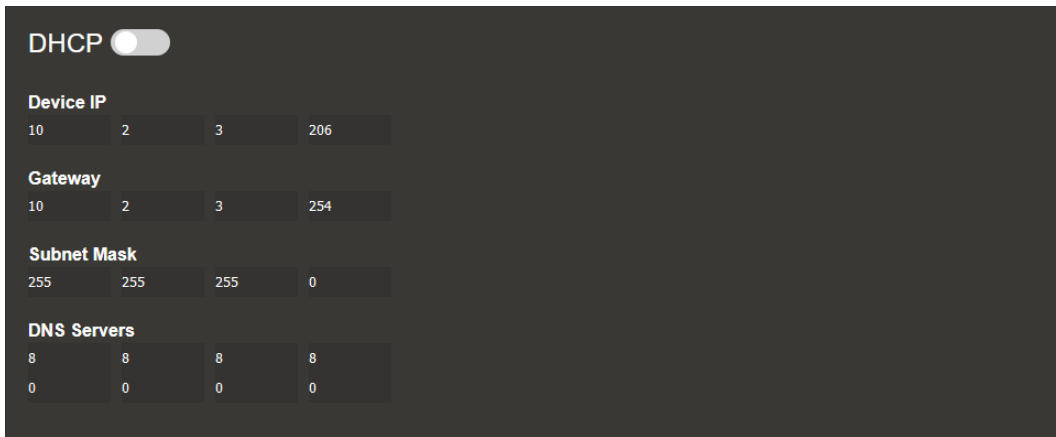 DHCP
Device IP
10 2 3 206
Gateway
10 2 3 254
Subnet Mask
255 255 255 0
DNS Servers
8 8 8 8
0 0 0 0